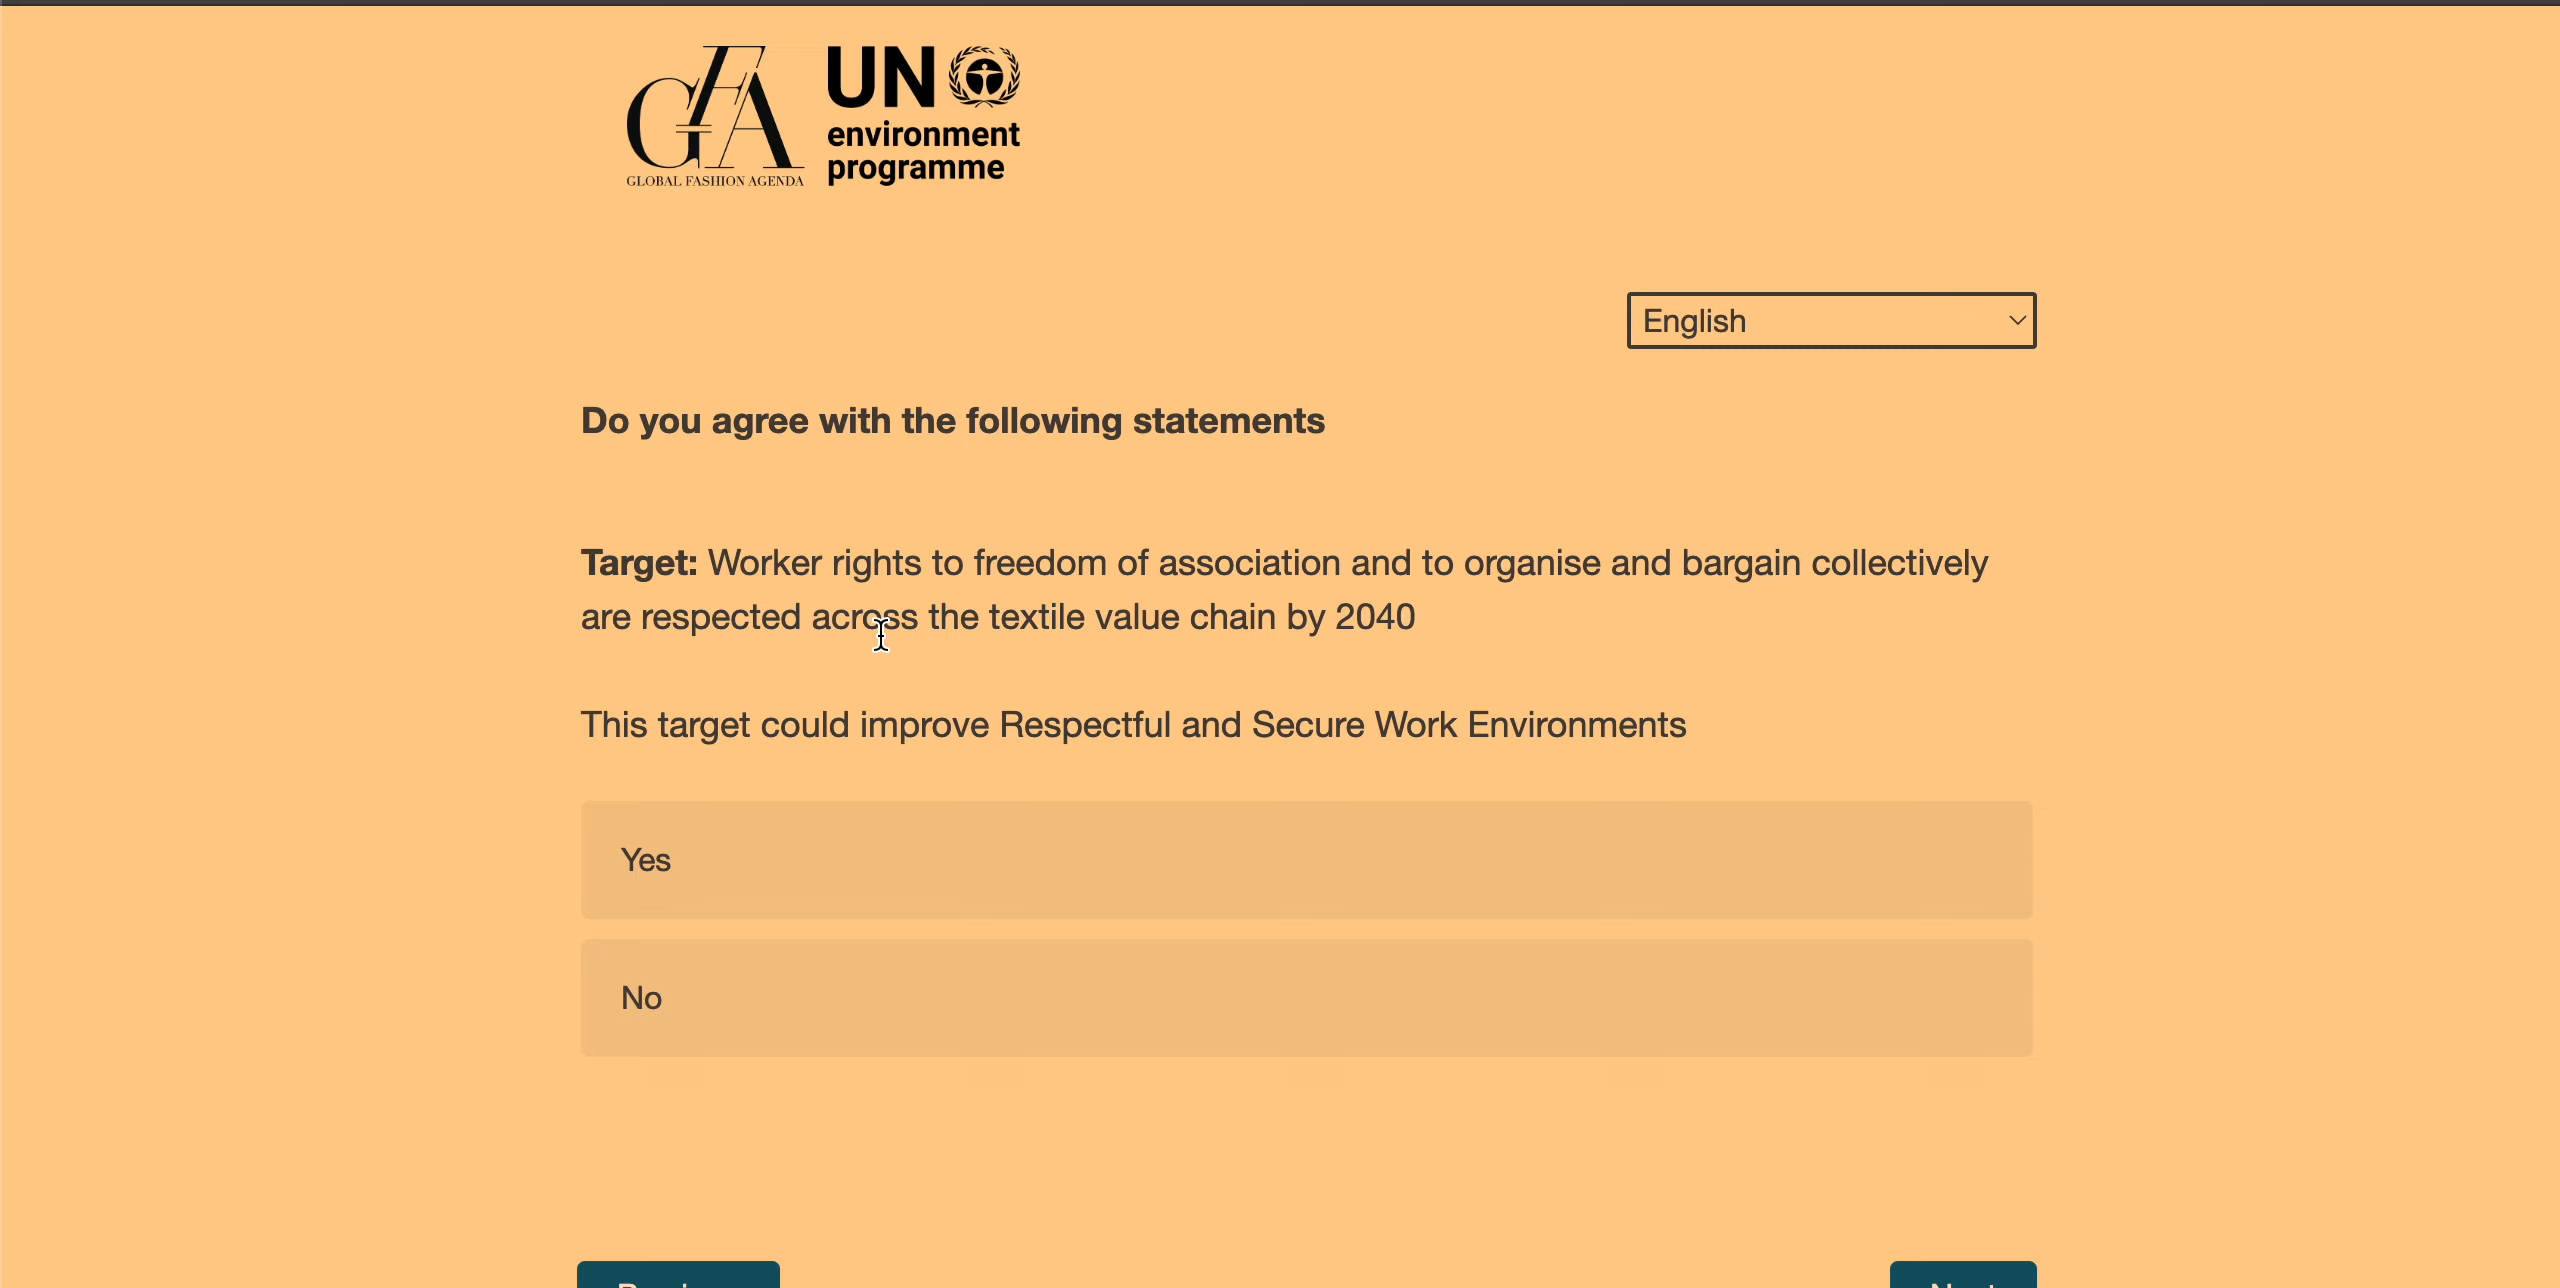 GFA
GLOBAL FASHION AGENDA
UN
environment
programme
English
Do you agree with the following statements
Target: Worker rights to freedom of association and to organise and bargain collectively
are respected across the textile value chain by 2040
This target could improve Respectful and Secure Work Environments
Yes
No